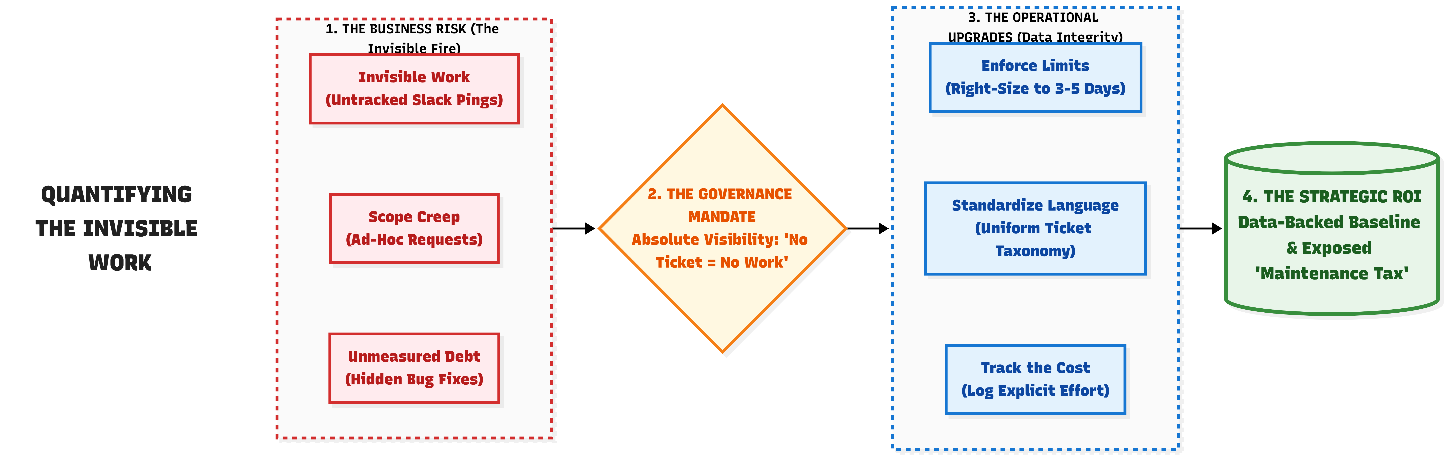 QUANTIFYING
THE INVISIBLE
WORK
1. THE BUSINESS RISK (The
Invisible Fire)
Invisible Work
(Untracked Slack Pings)
Scope Creep
(Ad-Hoc Requests)
Unmeasured Debt
(Hidden Bug Fixes)
2. THE GOVERNANCE
MANDATE
Absolute Visibility: 'No
Ticket = No Work'
3. THE OPERATIONAL
UPGRADES (Data Integrity)
Enforce Limits
(Right-Size to 3-5 Days)
Standardize Language
(Uniform Ticket
Taxonomy)
Track the Cost
(Log Explicit Effort)
4. THE STRATEGIC ROI
Data-Backed Baseline
& Exposed
'Maintenance Tax'